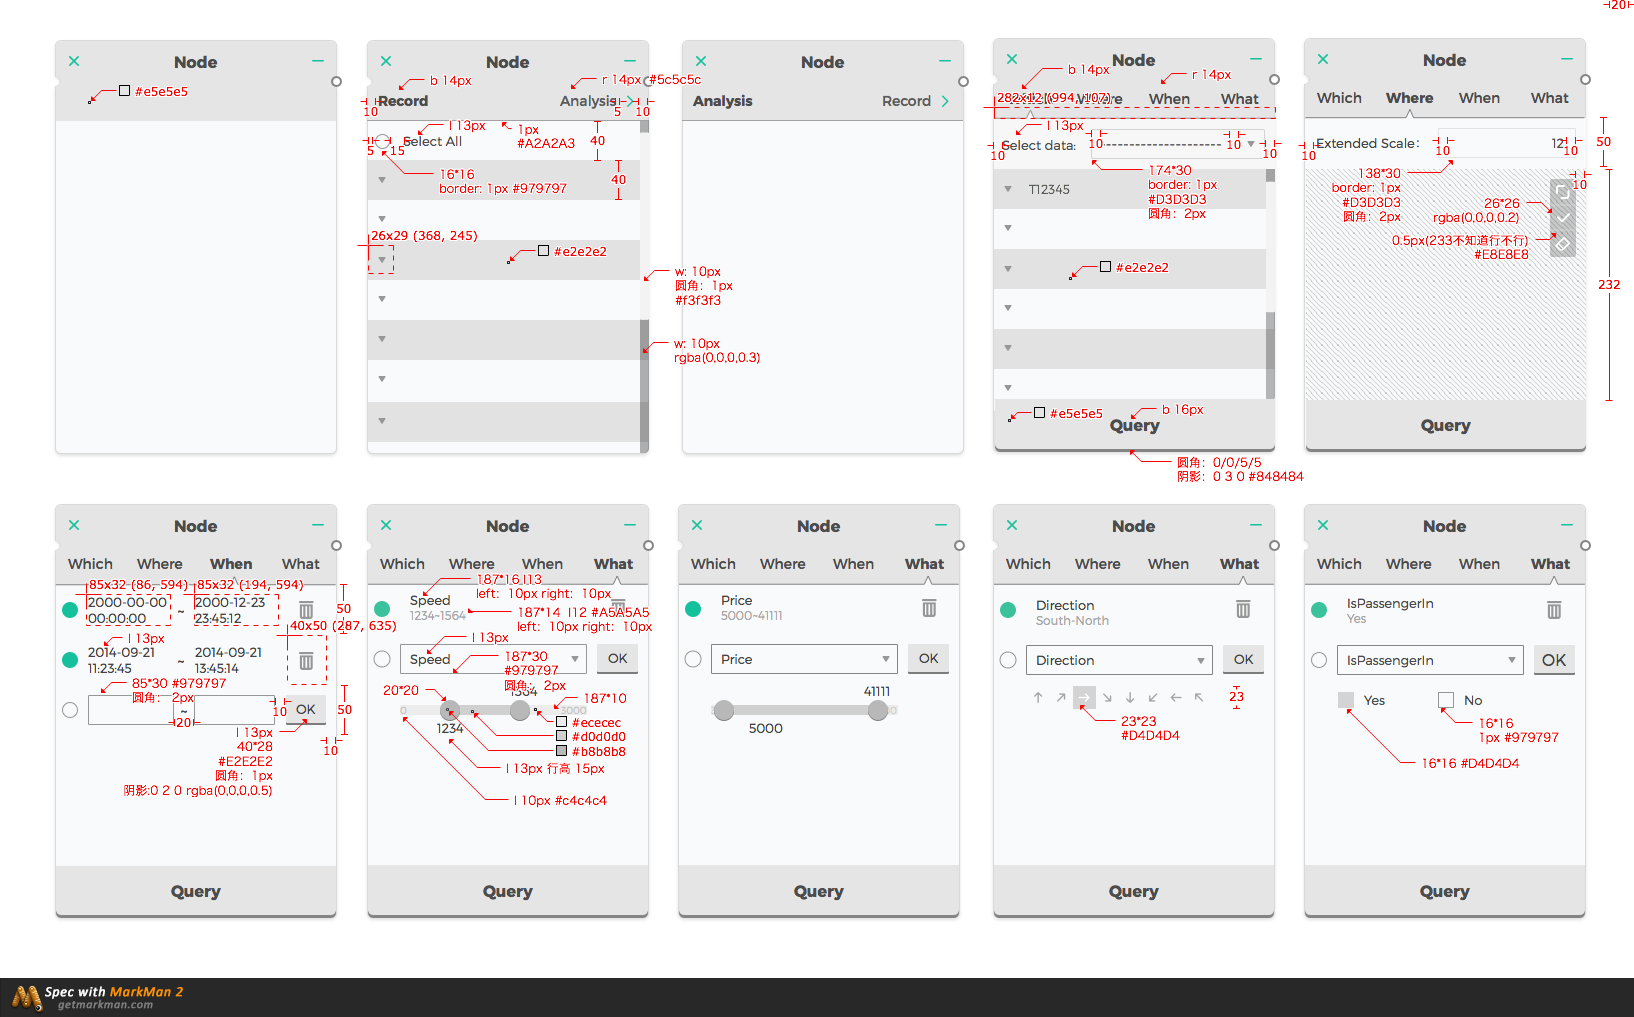 20
Node
#e5e5e5
Node
b 14px
r 14px #5c5c5c
Record
Analysis
10
5
10
l 13px
1px
#A2A2A3
40
Select All
5
15
16*16
border: 1px #979797
40
26x29 (368, 245)
#e2e2e2
w: 10px
圆角：1px
#f3f3f3
w: 10px
rgba(0,0,0,0.3)
Node
Analysis
Record
Node
b 14px
r 14px
282x12 (994, 107)
Where
When
What
l 13px
Select data:
10
10
10
10
174*30
border: 1px
#D3D3D3
圆角：2px
T12345
#e2e2e2
#e5e5e5
b 16px
Query
圆角：0/0/5/5
阴影：0 3 0 #848484
Node
Which
Where
When
What
Extended Scale:
12
10
10
10
50
138*30
border: 1px
#D3D3D3
圆角：2px
10
26*26
rgba(0,0,0,0.2)
0.5px(233不知道行不行)
#E8E8E8
232
Query
Node
Which
Where
When
What
85x32 (86, 594)
85x32 (194, 594)
2000-00-00
00:00:00
~
2000-12-23
23:45:12
50
40x50 (287, 635)
l 13px
2014-09-21
11:23:45
~
2014-09-21
13:45:14
85*30 #979797
圆角：2px
~
20
10
OK
50
10
l 13px
40*28
#E2E2E2
圆角：1px
阴影:0 2 0 rgba(0,0,0,0.5)
Query
Node
Which
Where
When
What
187*16 l13
left: 10px right: 10px
Speed
1234~1564
187*14 l12 #A5A5A5
left: 10px right: 10px
l 13px
Speed
OK
187*30
#979797
圆角：2px
20*20
187*10
0
3000
1234
#ececec
#d0d0d0
#b8b8b8
l 13px 行高 15px
l 10px #c4c4c4
Query
Node
Which
Where
When
What
Price
5000~41111
Price
OK
41111
5000
Query
Node
Which
Where
When
What
Direction
South-North
Direction
OK
23
23*23
#D4D4D4
Query
Node
Which
Where
When
What
IsPassengerIn
Yes
IsPassengerIn
OK
Yes
No
16*16
1px #979797
16*16 #D4D4D4
Query
Spec with MarkMan 2
getmarkman.com